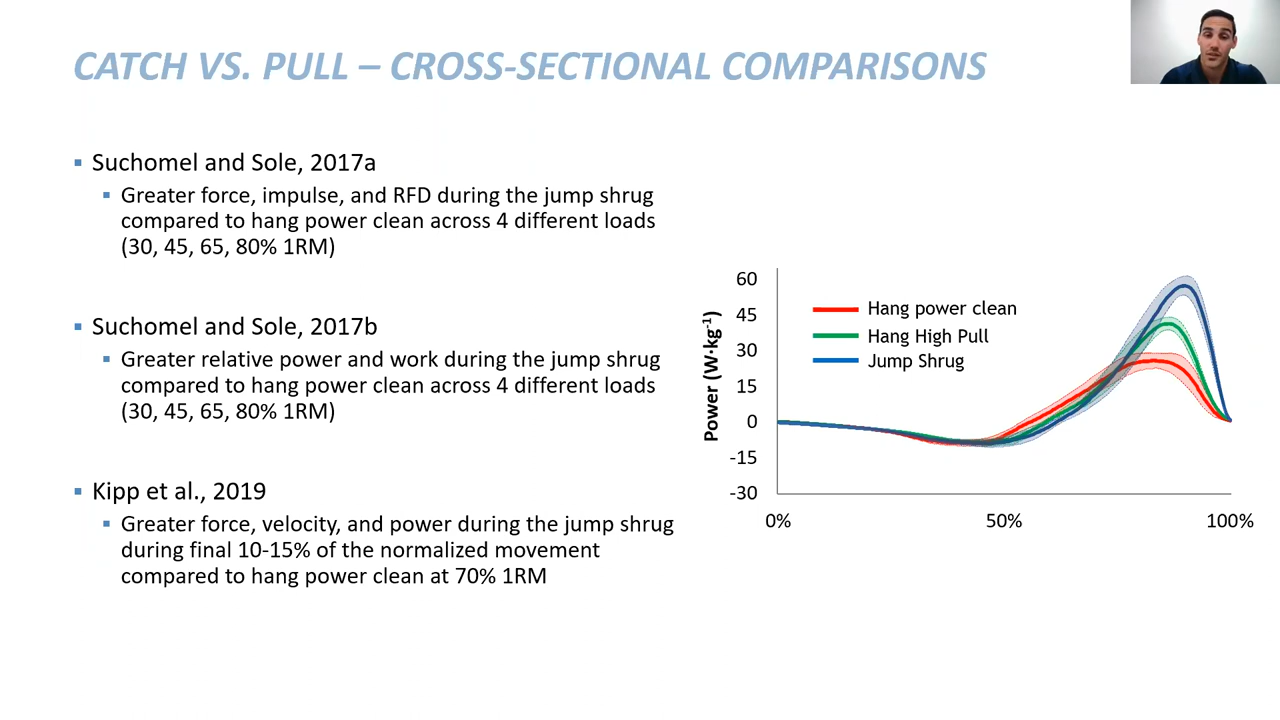 CATCH VS. PULL – CROSS-SECTIONAL COMPARISONS
Suchomel and Sole, 2017a
Greater force, impulse, and RFD during the jump shrug
compared to hang power clean across 4 different loads
(30, 45, 65, 80% 1RM)
Suchomel and Sole, 2017b
Greater relative power and work during the jump shrug
compared to hang power clean across 4 different loads
(30, 45, 65, 80% 1RM)
Kipp et al., 2019
Greater force, velocity, and power during the jump shrug
during final 10-15% of the normalized movement
compared to hang power clean at 70% 1RM
Power (W·kg⁻¹)
60
45
30
15
0
-15
-30
Hang power clean
Hang High Pull
Jump Shrug
0%
50%
100%